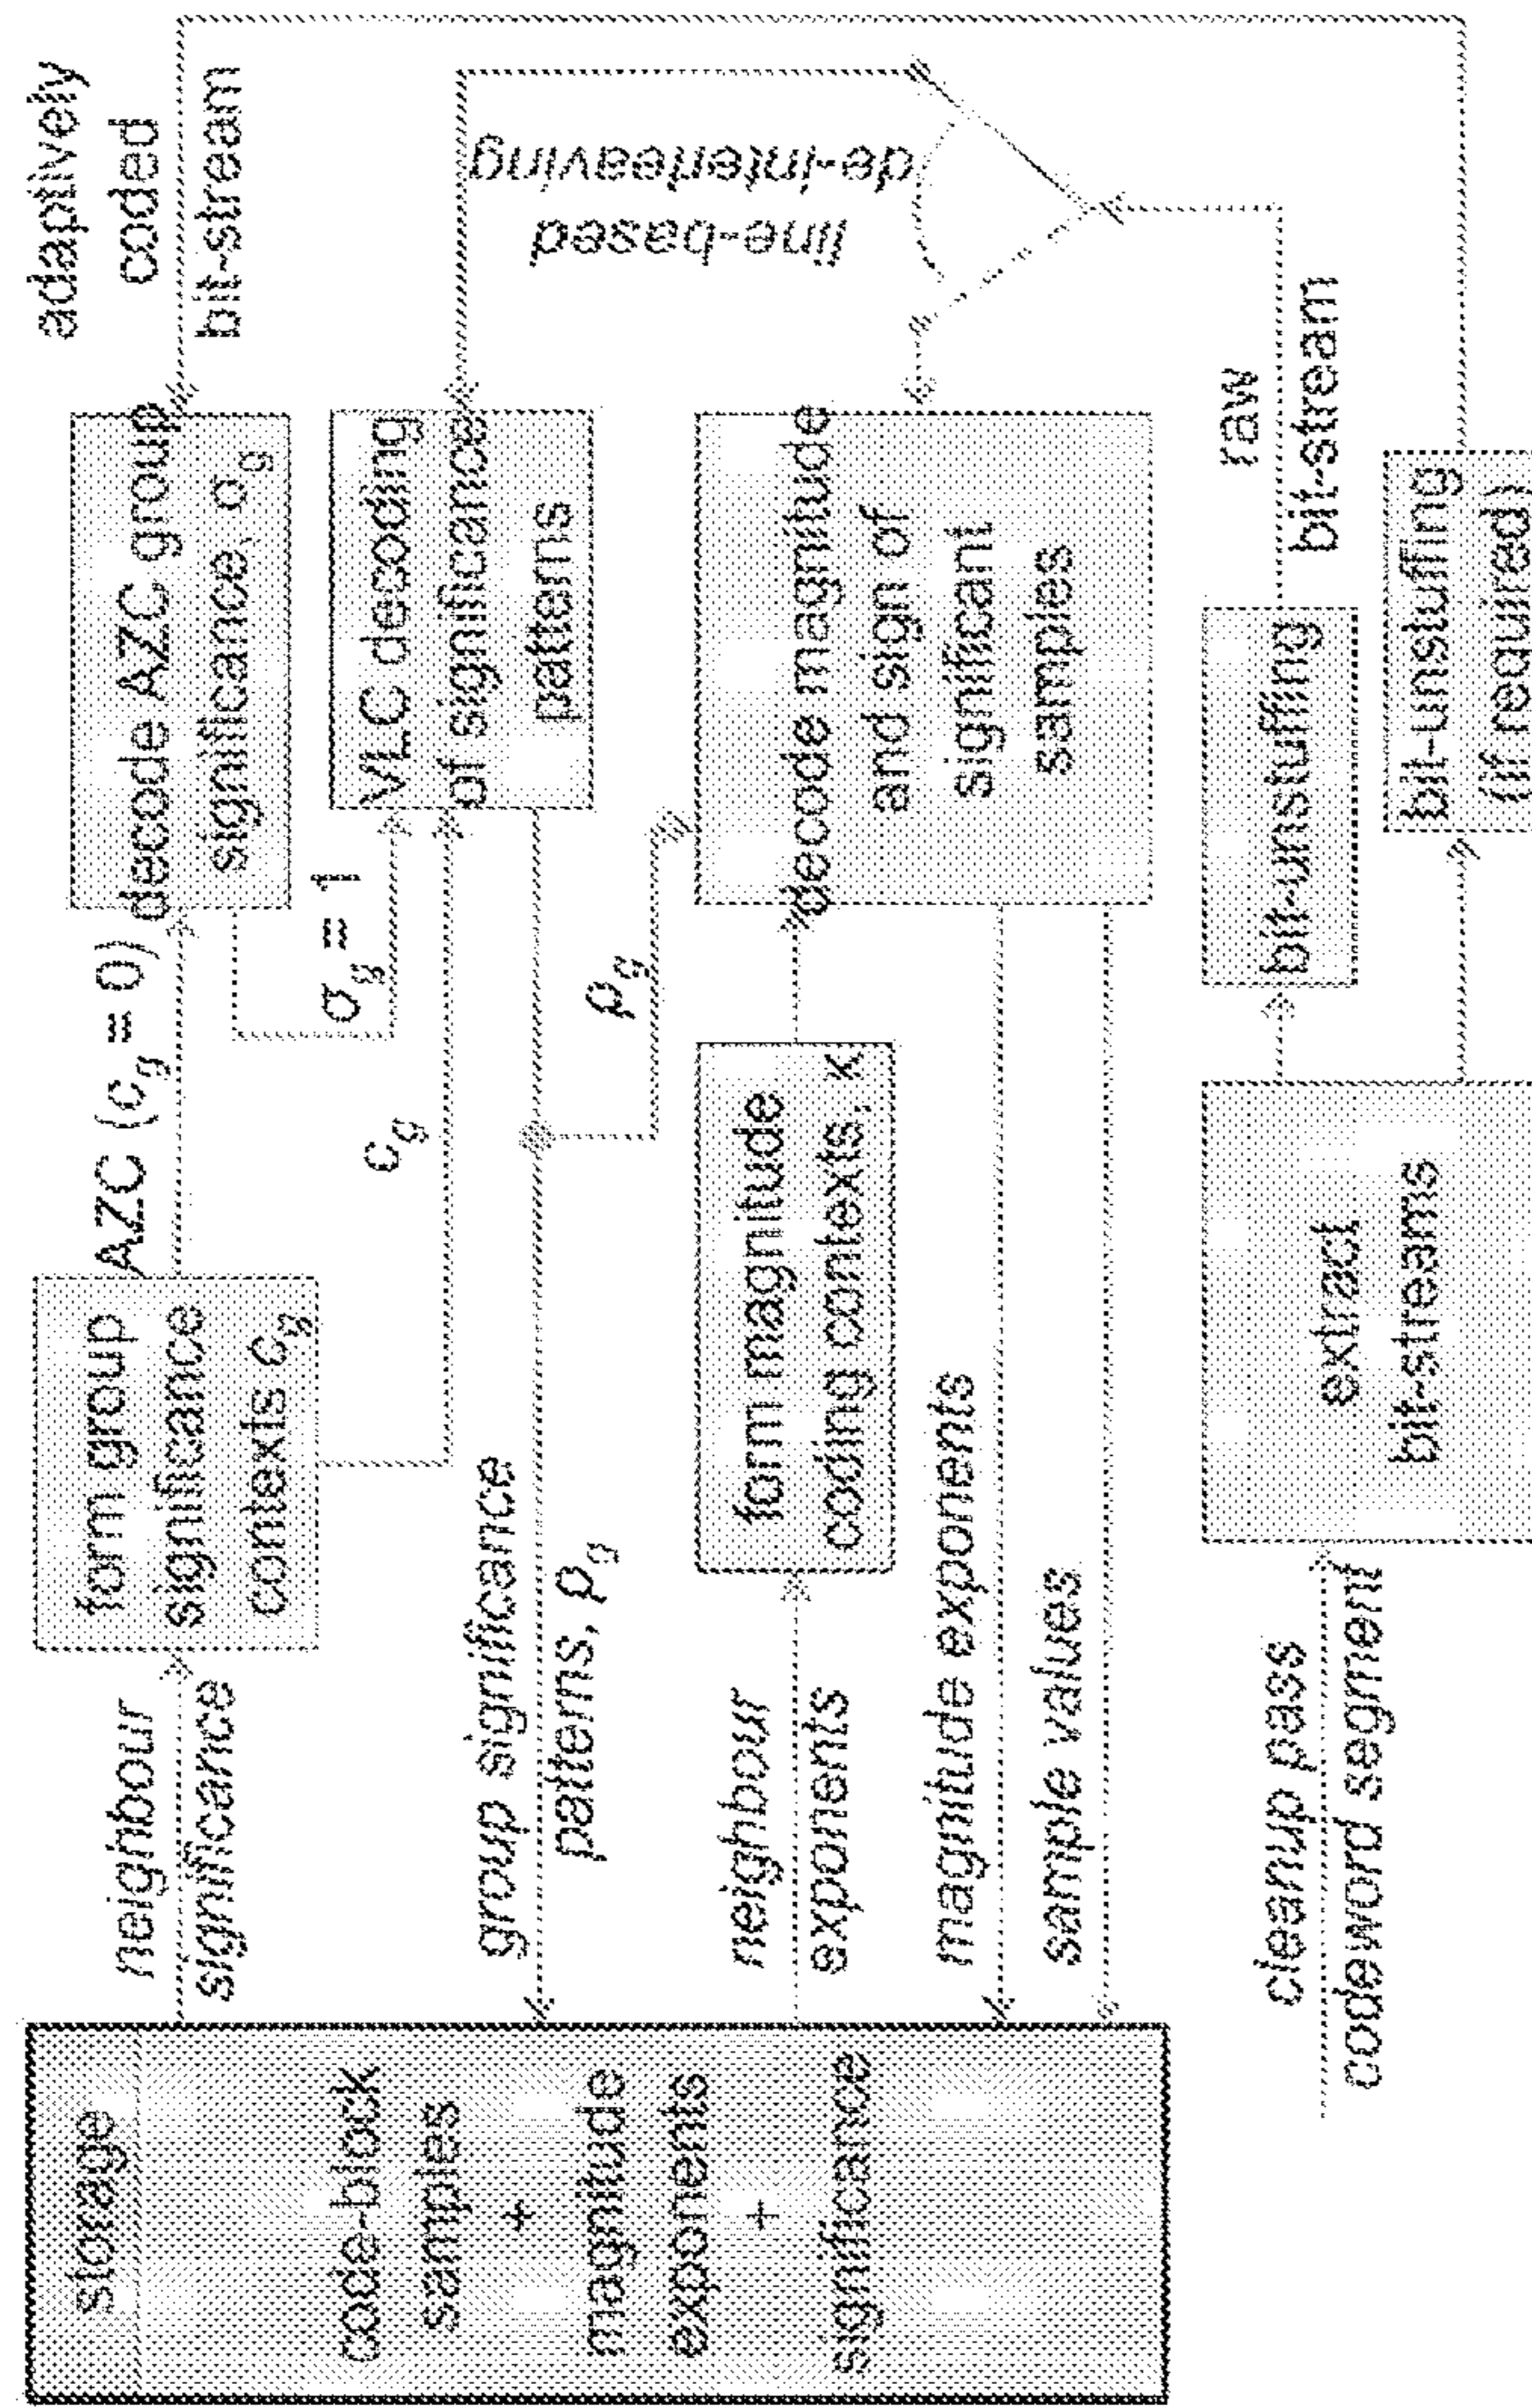 storage
code-block
samples
+
magnitude
exponents
+
significance
neighbour
significance
form group
significance
contexts c_g
AZC (c_g = 0)
decode AZC group
significance, σ_g
adaptively
coded
bit-stream
σ_g = 1
c_g
VLC decoding
of significance
patterns
group significance
patterns, ρ_g
ρ_g
line-based
de-interleaving
neighbour
exponents
form magnitude
coding contexts, κ
decode magnitude
and sign of
significant
samples
magnitude exponents
sample values
cleanup pass
codeword segment
extract
bit-streams
bit-unstuffing
raw
bit-stream
bit-unstuffing
(if required)